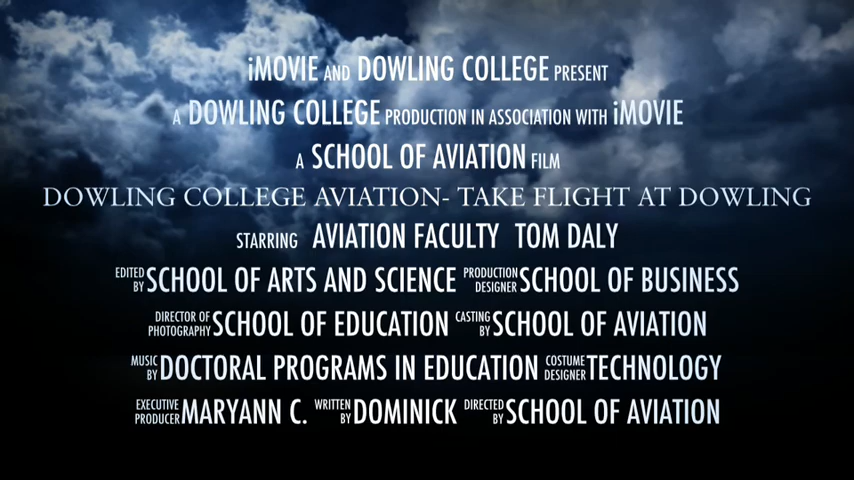 iMOVIE AND DOWLING COLLEGE PRESENT
A DOWLING COLLEGE PRODUCTION IN ASSOCIATION WITH iMOVIE
A SCHOOL OF AVIATION FILM
DOWLING COLLEGE AVIATION- TAKE FLIGHT AT DOWLING
STARRING AVIATION FACULTY TOM DALY
EDITED BY SCHOOL OF ARTS AND SCIENCE PRODUCTION DESIGNER SCHOOL OF BUSINESS
DIRECTOR OF PHOTOGRAPHY SCHOOL OF EDUCATION CASTING BY SCHOOL OF AVIATION
MUSIC BY DOCTORAL PROGRAMS IN EDUCATION COSTUME DESIGNER TECHNOLOGY
EXECUTIVE PRODUCER MARYANN C. WRITTEN BY DOMINICK DIRECTED BY SCHOOL OF AVIATION